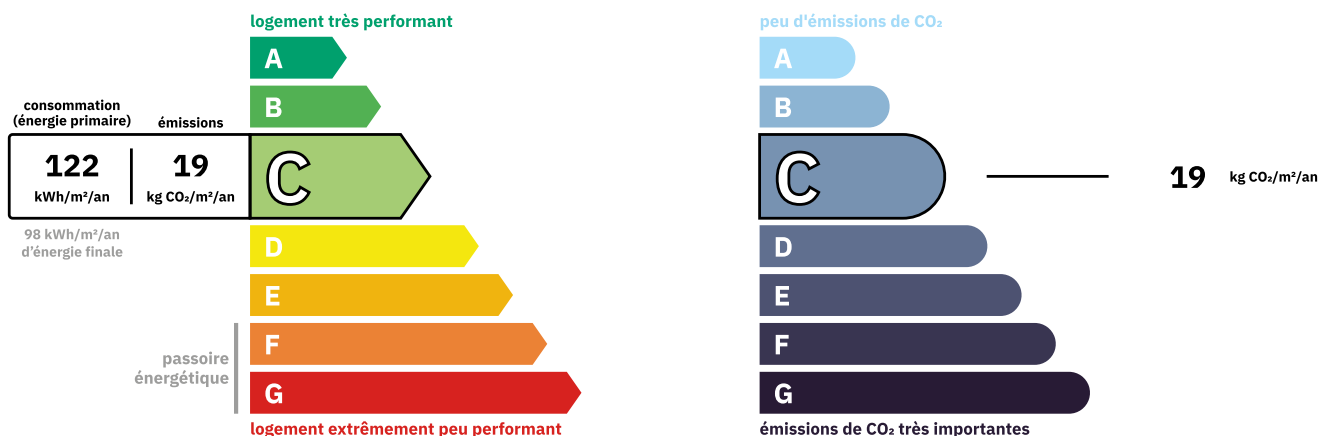 logement très performant
A
B
consommation
(énergie primaire)
émissions
122
kWh/m²/an
19
kg CO₂/m²/an
C
98 kWh/m²/an
d'énergie finale
D
E
passoire
énergétique
F
G
logement extrêmement peu performant
peu d'émissions de CO₂
A
B
C
19 kg CO₂/m²/an
D
E
F
G
émissions de CO₂ très importantes